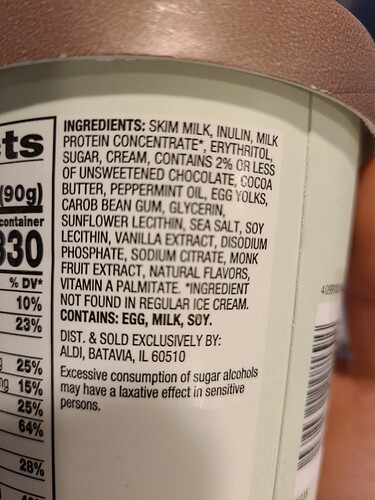 ts
(90g)
container
330
% DV*
10%
23%
25%
15%
25%
64%
28%
INGREDIENTS: SKIM MILK, INULIN, MILK
PROTEIN CONCENTRATE*, ERYTHRITOL,
SUGAR, CREAM, CONTAINS 2% OR LESS
OF UNSWEETENED CHOCOLATE, COCOA
BUTTER, PEPPERMINT OIL, EGG YOLKS,
CAROB BEAN GUM, GLYCERIN,
SUNFLOWER LECITHIN, SEA SALT, SOY
LECITHIN, VANILLA EXTRACT, DISODIUM
PHOSPHATE, SODIUM CITRATE, MONK
FRUIT EXTRACT, NATURAL FLAVORS,
VITAMIN A PALMITATE. *INGREDIENT
NOT FOUND IN REGULAR ICE CREAM.
CONTAINS: EGG, MILK, SOY.
DIST. & SOLD EXCLUSIVELY BY:
ALDI, BATAVIA, IL 60510
Excessive consumption of sugar alcohols
may have a laxative effect in sensitive
persons.